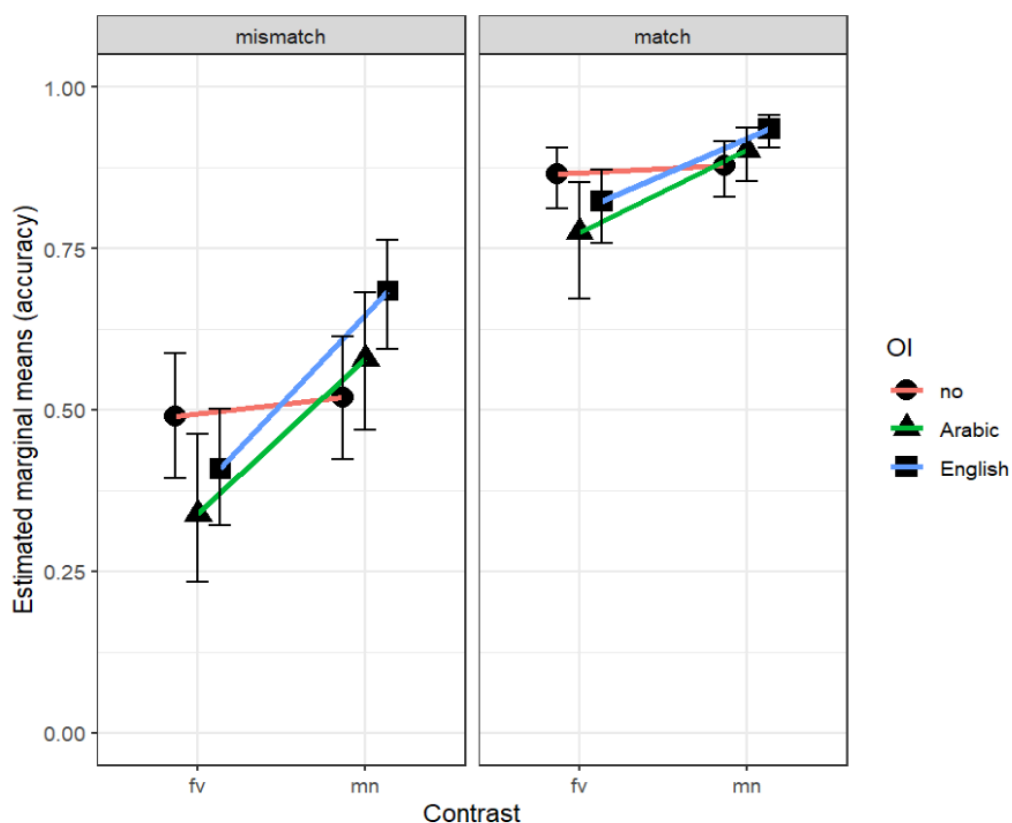 mismatch
match
Estimated marginal means (accuracy)
1.00
0.75
0.50
0.25
0.00
fv
mn
fv
mn
Contrast
OI
no
Arabic
English